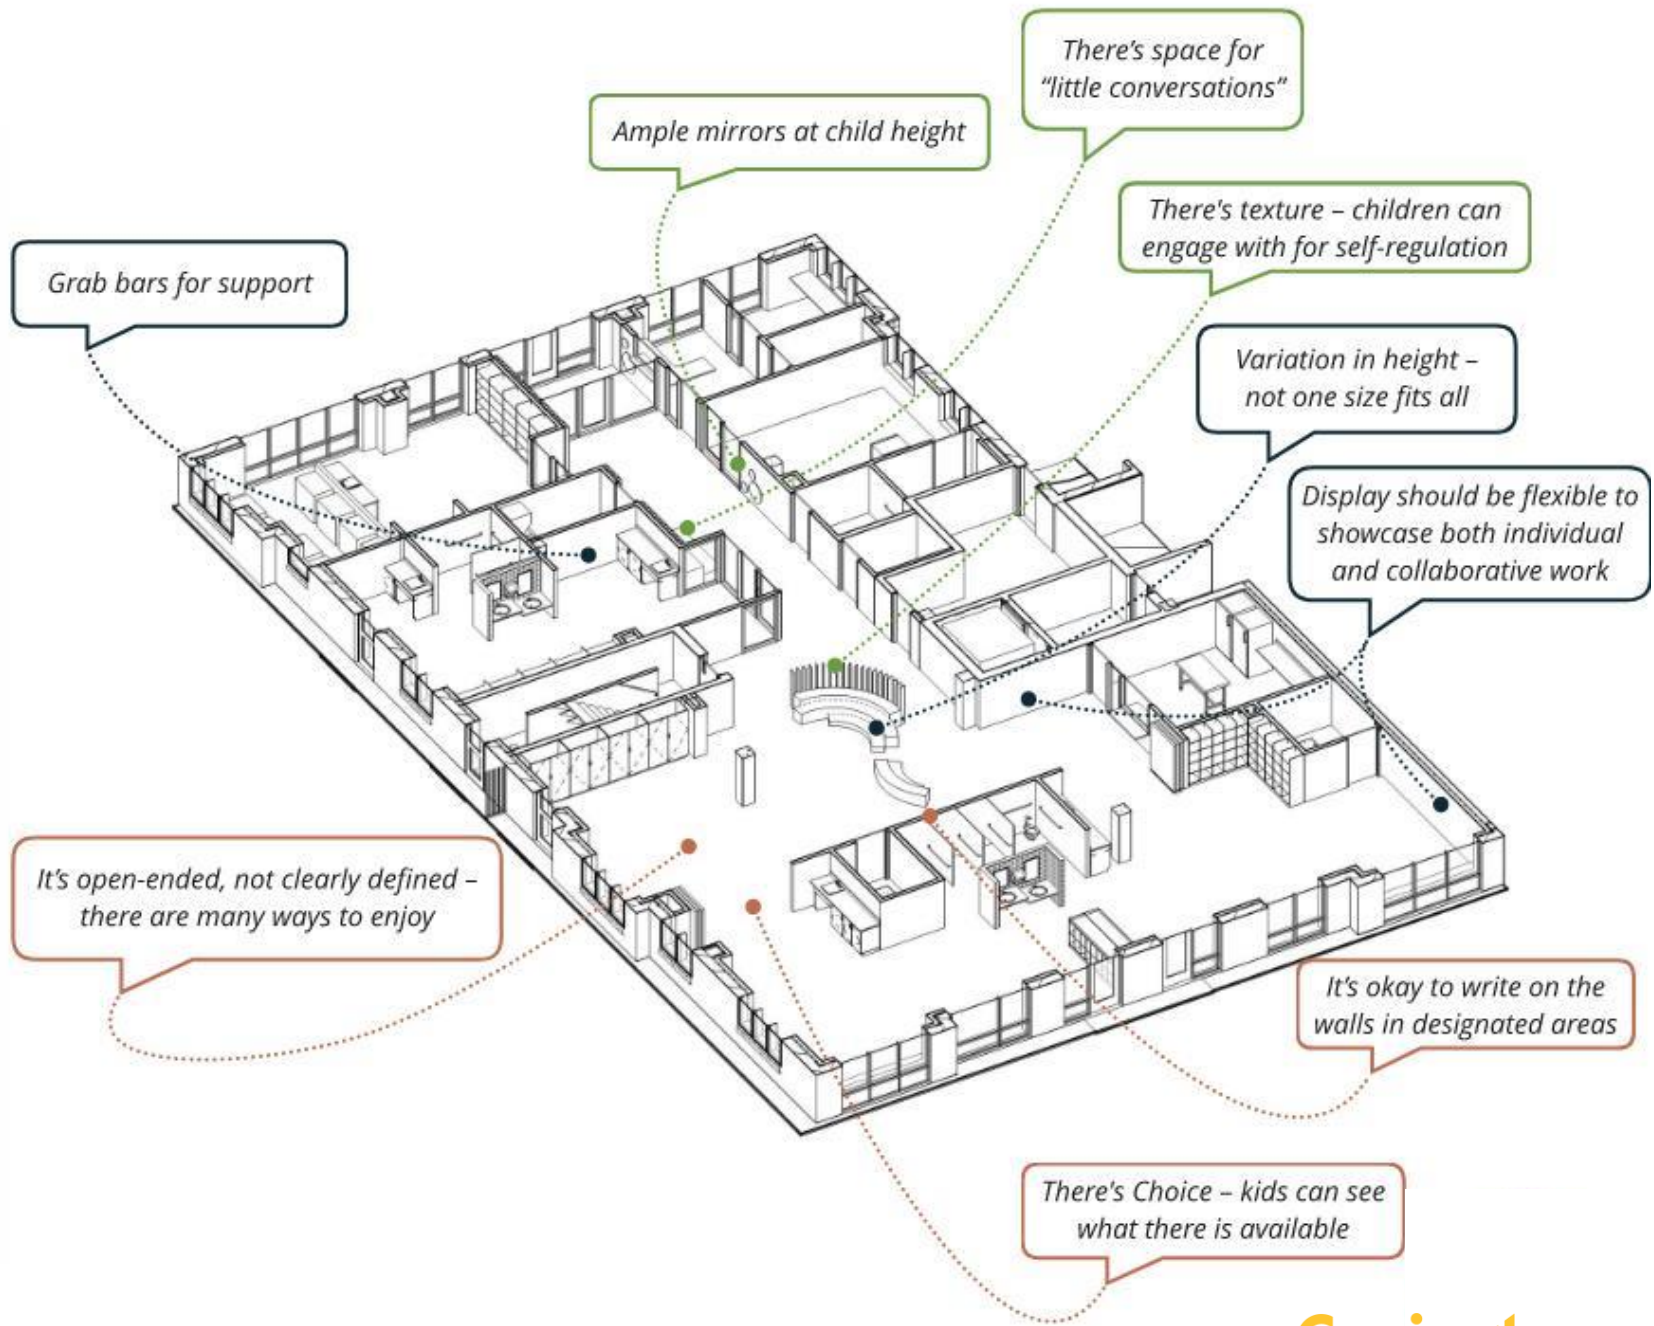 There's space for
“little conversations”
Ample mirrors at child height
There's texture – children can
engage with for self-regulation
Grab bars for support
Variation in height –
not one size fits all
Display should be flexible to
showcase both individual
and collaborative work
It's open-ended, not clearly defined –
there are many ways to enjoy
It's okay to write on the
walls in designated areas
There's Choice – kids can see
what there is available